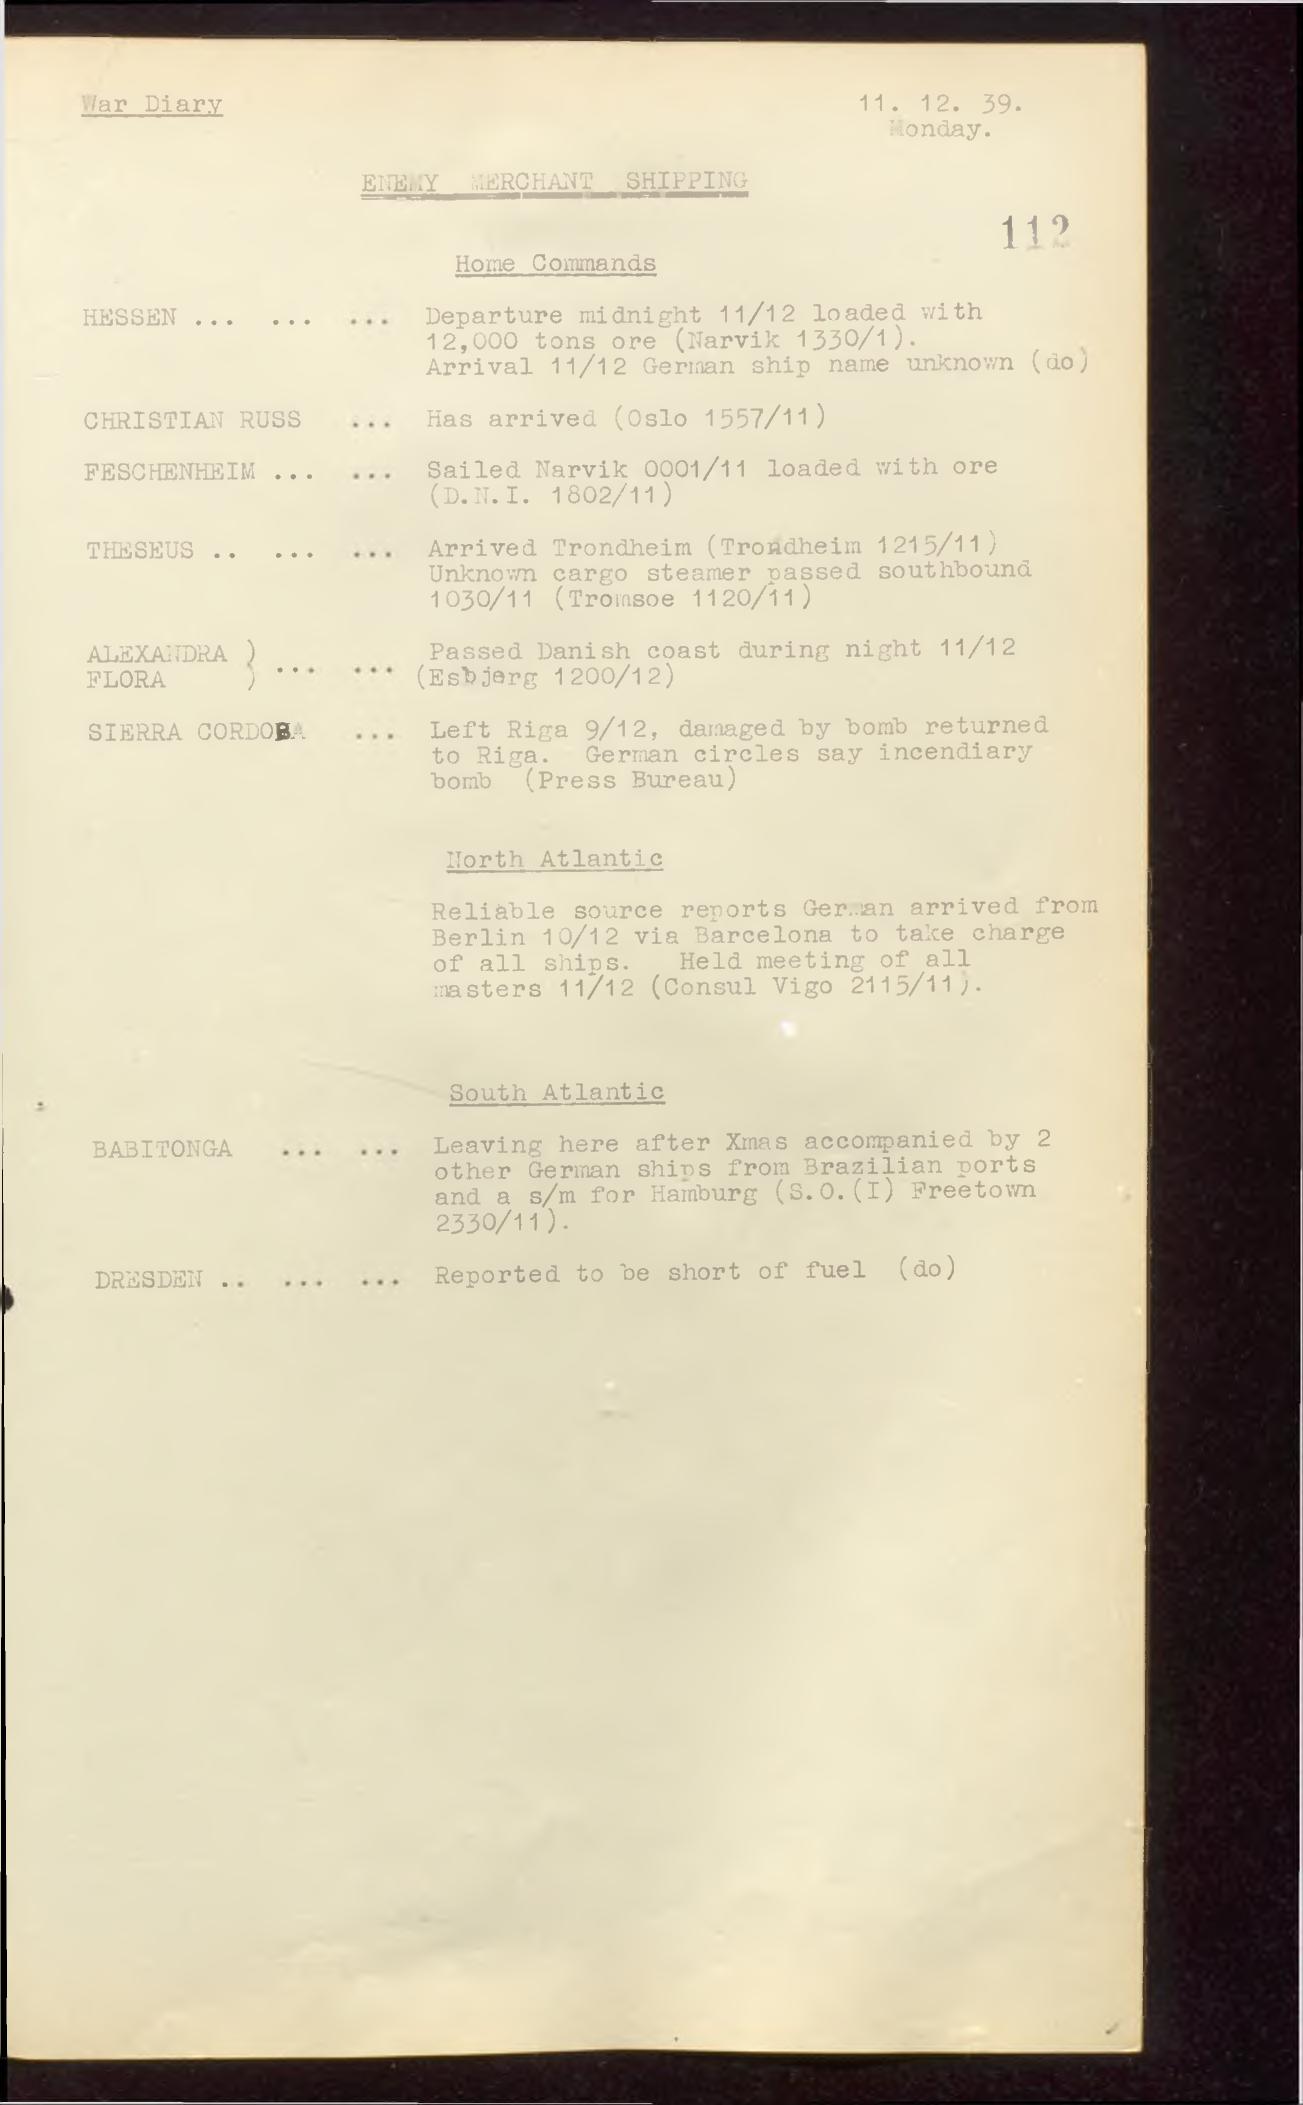 War Diary
11. 12. 39.
Monday.
ENEMY MERCHANT SHIPPING
112
Home Commands
HESSEN ... ... ... Departure midnight 11/12 loaded with
12,000 tons ore (Narvik 1330/1).
Arrival 11/12 German ship name unknown (do)
CHRISTIAN RUSS ... Has arrived (Oslo 1557/11)
FESCHENHEIM ... ... Sailed Narvik 0001/11 loaded with ore
(D.N.I. 1802/11)
THESEUS .. ... ... Arrived Trondheim (Trondheim 1215/11)
Unknown cargo steamer passed southbound
1030/11 (Tromsoe 1120/11)
ALEXANDRA ) Passed Danish coast during night 11/12
FLORA ) ... ... (Esbjerg 1200/12)
SIERRA CORDOBA ... Left Riga 9/12, damaged by bomb returned
to Riga. German circles say incendiary
bomb (Press Bureau)
North Atlantic
Reliable source reports German arrived from
Berlin 10/12 via Barcelona to take charge
of all ships. Held meeting of all
masters 11/12 (Consul Vigo 2115/11).
South Atlantic
BABITONGA ... ... Leaving here after Xmas accompanied by 2
other German ships from Brazilian ports
and a s/m for Hamburg (S.O.(I) Freetown
2330/11).
DRESDEN .. ... ... Reported to be short of fuel (do)